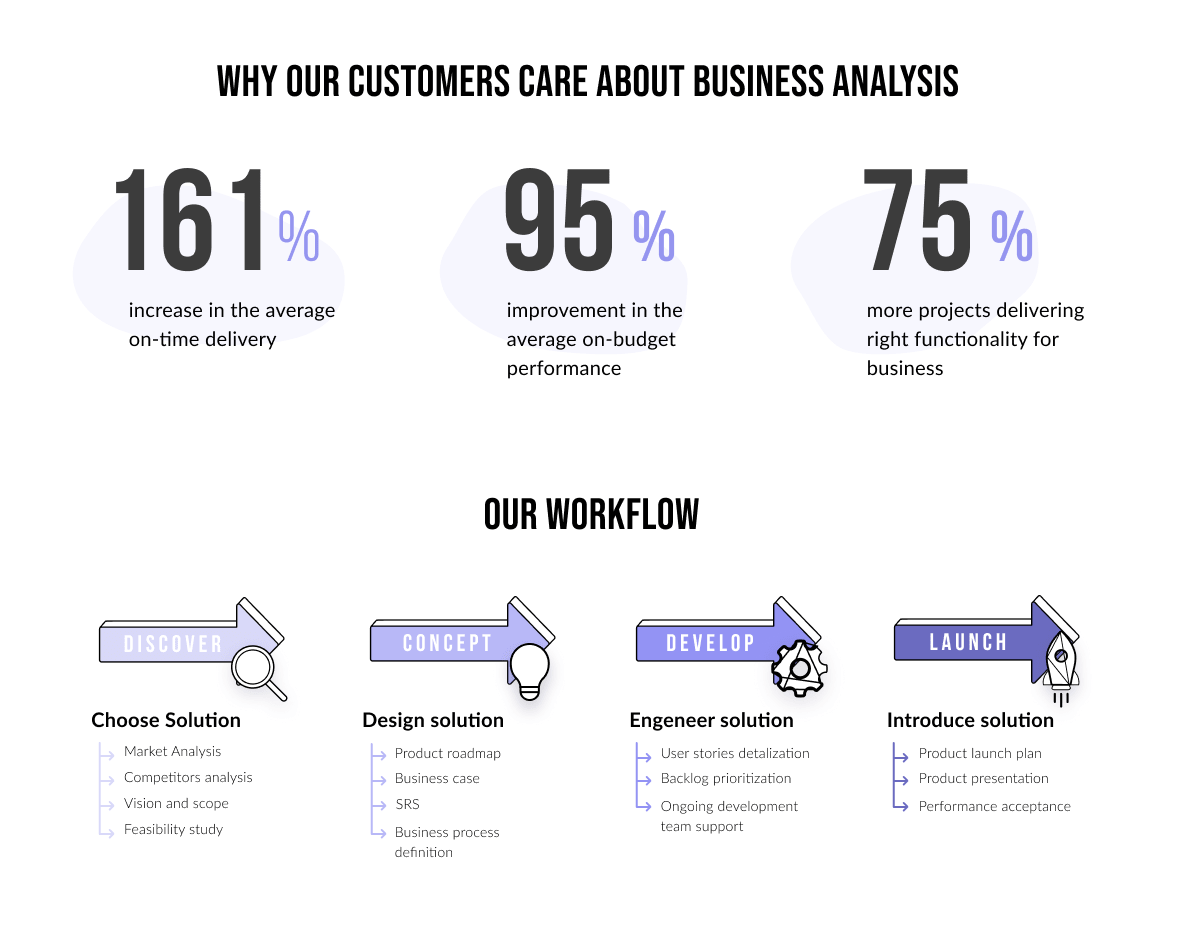 WHY OUR CUSTOMERS CARE ABOUT BUSINESS ANALYSIS
161 %
increase in the average
on-time delivery
95 %
improvement in the
average on-budget
performance
75 %
more projects delivering
right functionality for
business
OUR WORKFLOW
DISCOVER
Choose Solution
Market Analysis
Competitors analysis
Vision and scope
Feasibility study
CONCEPT
Design solution
Product roadmap
Business case
SRS
Business process
definition
DEVELOP
Engeneer solution
User stories detalization
Backlog prioritization
Ongoing development
team support
LAUNCH
Introduce solution
Product launch plan
Product presentation
Performance acceptance